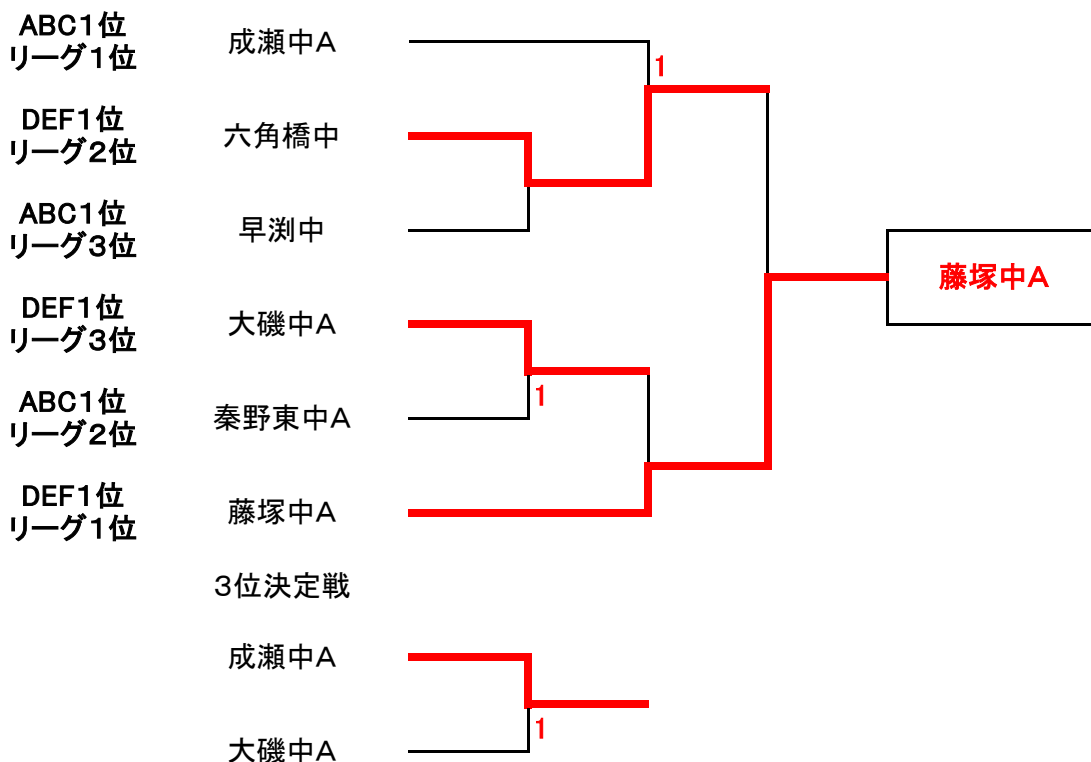 ABC1位
リーグ1位
成瀬中A
1
DEF1位
リーグ2位
六角橋中
ABC1位
リーグ3位
早渕中
藤塚中A
DEF1位
リーグ3位
大磯中A
1
ABC1位
リーグ2位
秦野東中A
DEF1位
リーグ1位
藤塚中A
3位決定戦
成瀬中A
1
大磯中A